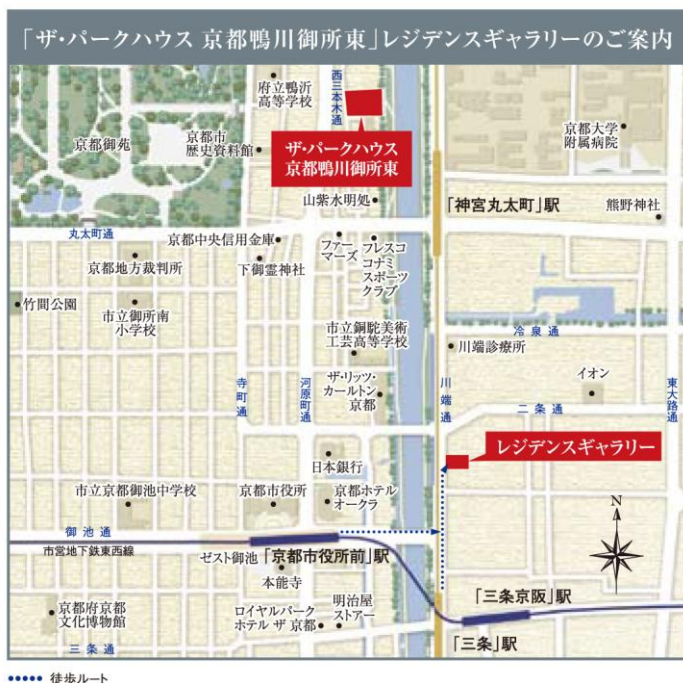 「ザ・パークハウス 京都鴨川御所東」レジデンスギャラリーのご案内
府立鴨沂
高等学校
西三本木通
京都御苑
京都市
歴史資料館
ザ・パークハウス
京都鴨川御所東
京都大学
附属病院
山紫水明処
「神宮丸太町」駅
熊野神社
丸太町通
京都中央信用金庫
ファー
マーズ
フレスコ
コナミ
スポーツ
クラブ
京都地方裁判所
下御霊神社
竹間公園
市立御所南
小学校
市立銅駝美術
工芸高等学校
冷泉通
川端診療所
ザ・リッツ・
カールトン
京都
イオン
寺町通
河原町通
川端通
二条通
東大路通
レジデンスギャラリー
日本銀行
市立京都御池中学校
京都市役所
京都ホテル
オークラ
N
御池通
市営地下鉄東西線
ゼスト御池
「京都市役所前」駅
本能寺
「三条京阪」駅
京都府京都
文化博物館
ロイヤルパーク
ホテル ザ 京都
明治屋
ストアー
「三条」駅
三条通
徒歩ルート